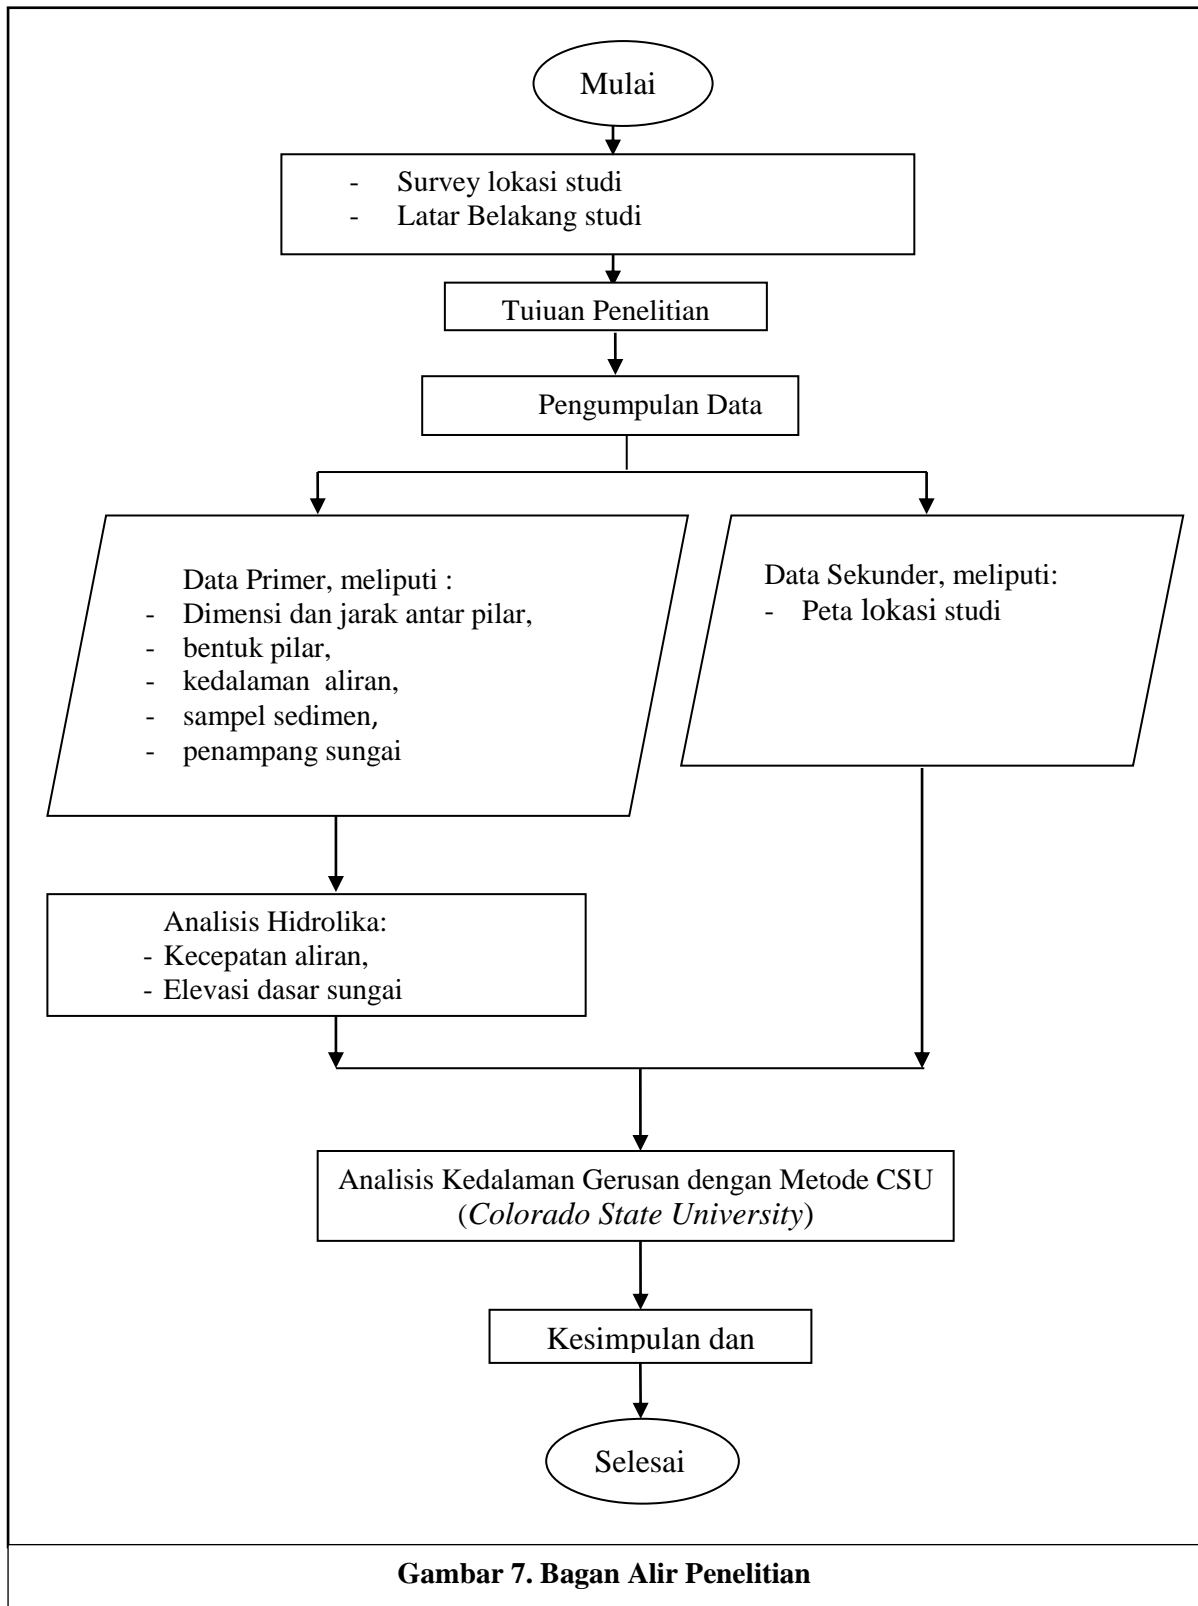 Mulai
- Survey lokasi studi
- Latar Belakang studi
Tujuan Penelitian
Pengumpulan Data
Data Primer, meliputi :
- Dimensi dan jarak antar pilar,
- bentuk pilar,
- kedalaman aliran,
- sampel sedimen,
- penampang sungai
Data Sekunder, meliputi:
- Peta lokasi studi
Analisis Hidrolika:
- Kecepatan aliran,
- Elevasi dasar sungai
Analisis Kedalaman Gerusan dengan Metode CSU
(Colorado State University)
Kesimpulan dan
Selesai
Gambar 7. Bagan Alir Penelitian